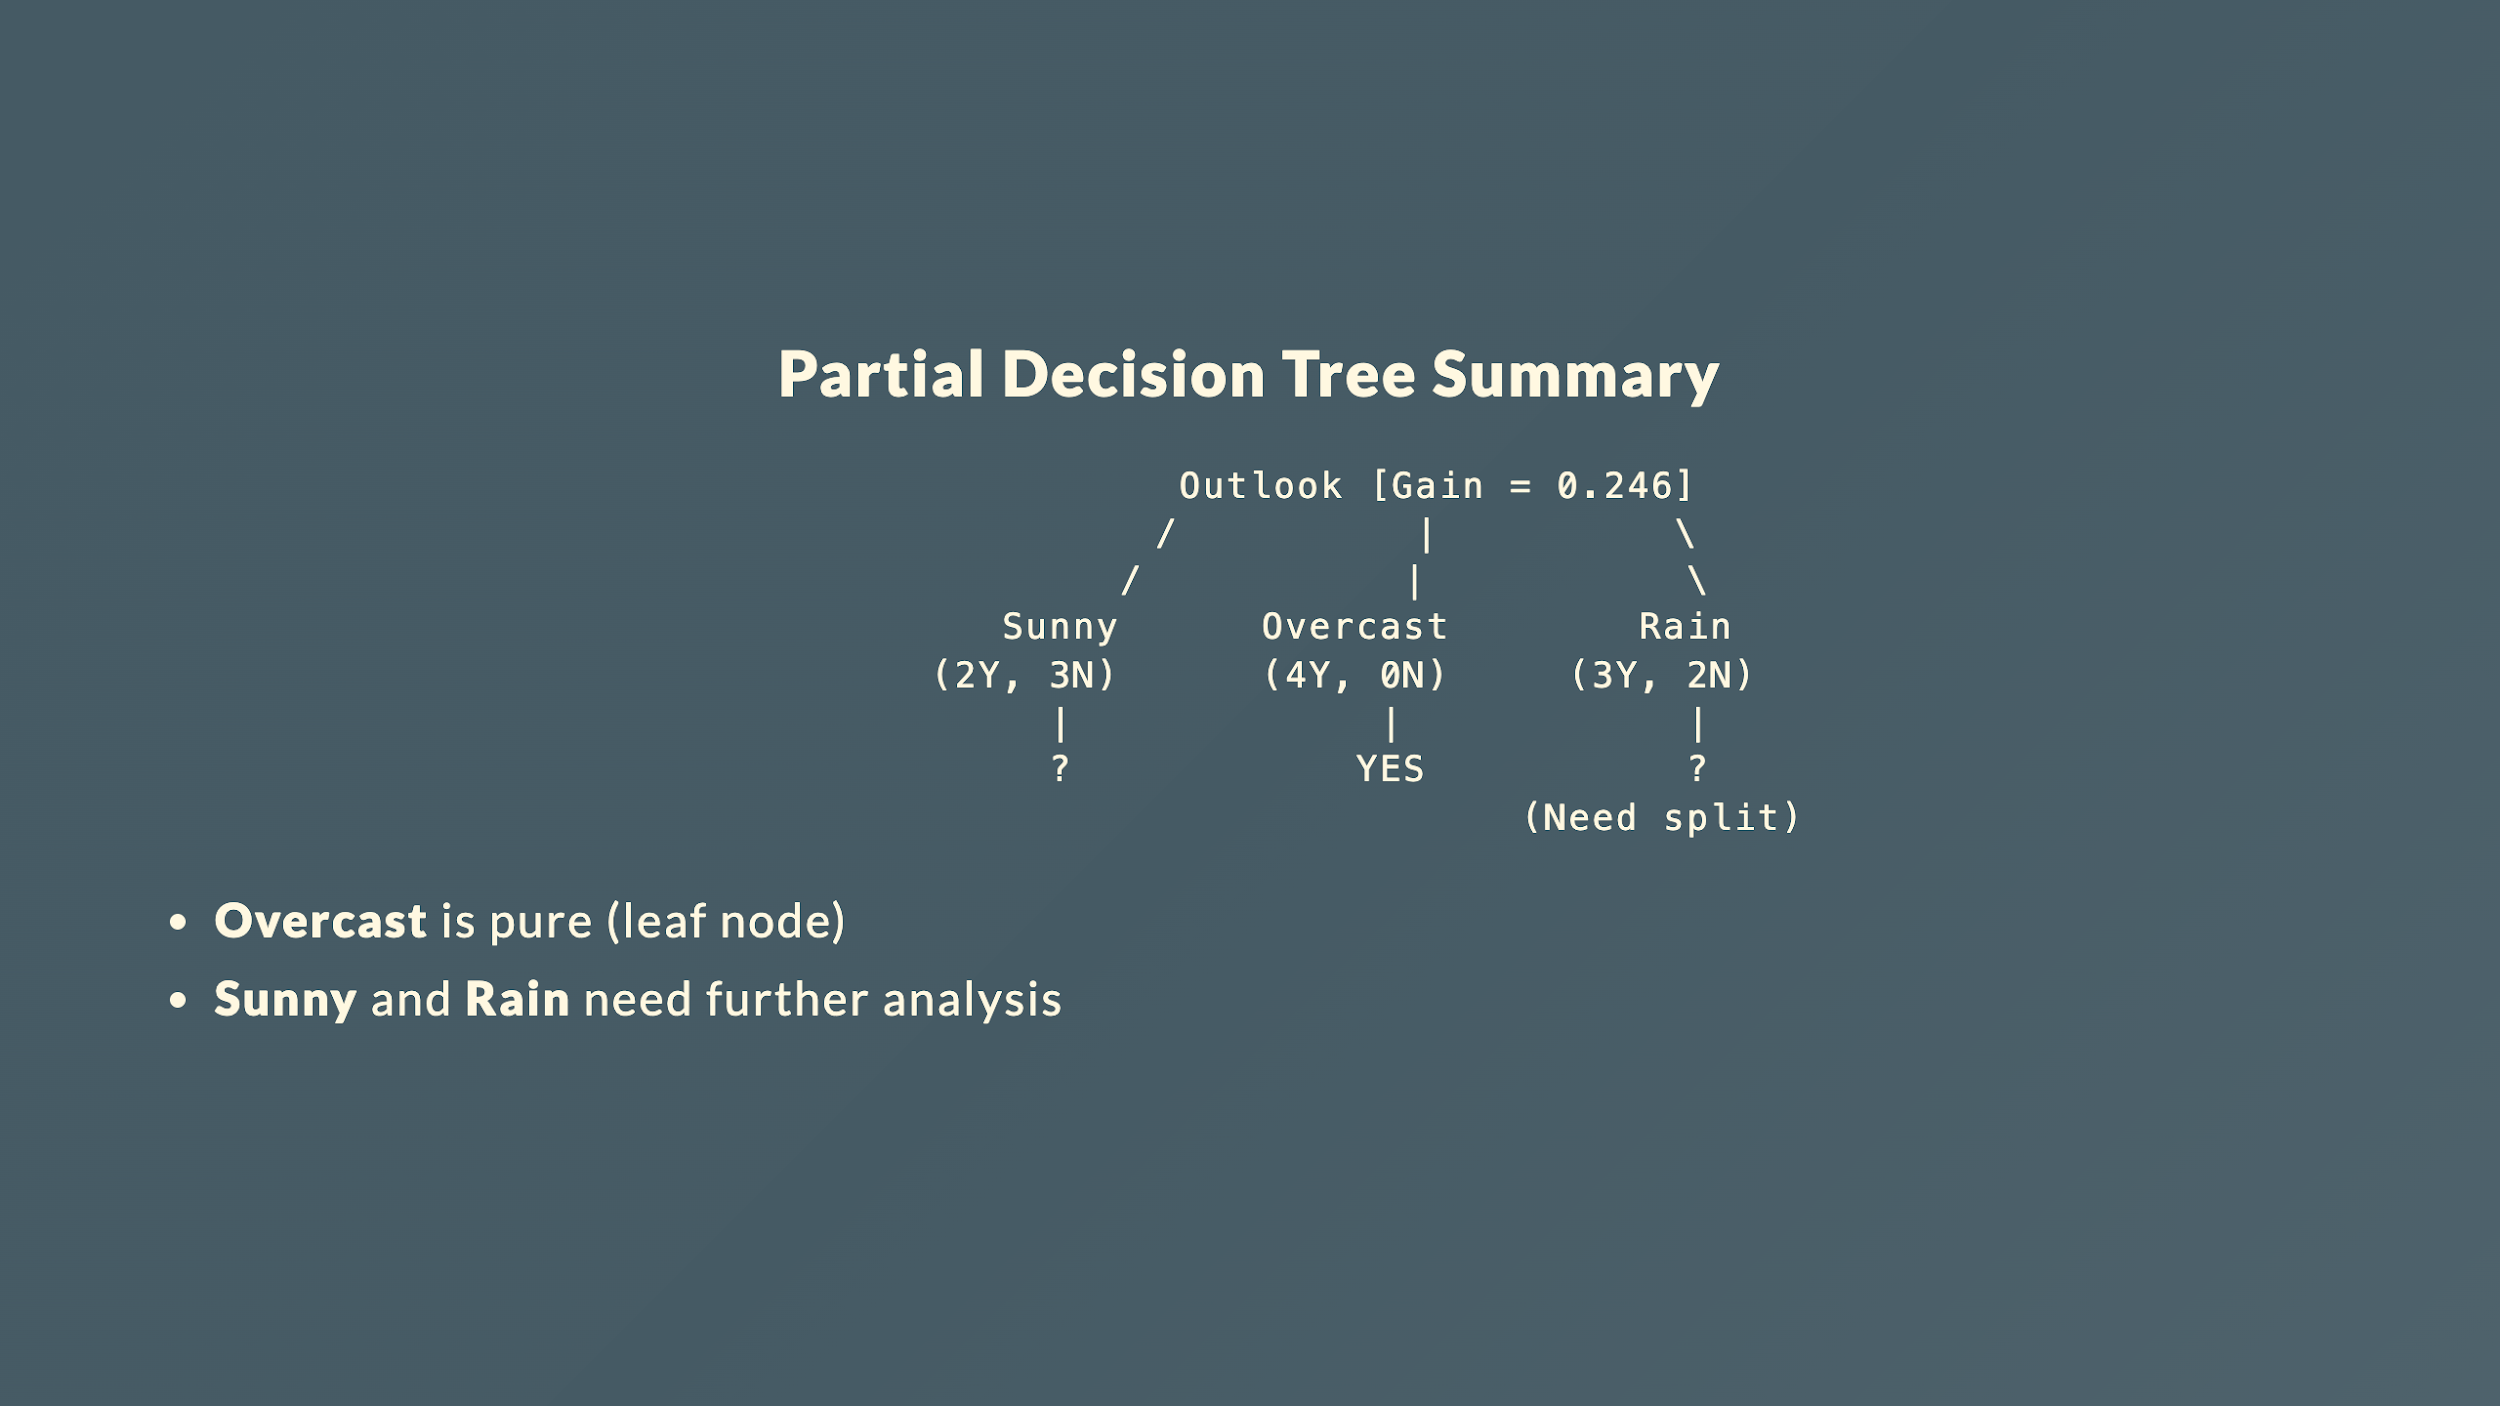 Partial Decision Tree Summary
Outlook [Gain = 0.246]
/ | \
/ | \
Sunny Overcast Rain
(2Y, 3N) (4Y, 0N) (3Y, 2N)
| | |
? YES ?
(Need split)
• Overcast is pure (leaf node)
• Sunny and Rain need further analysis